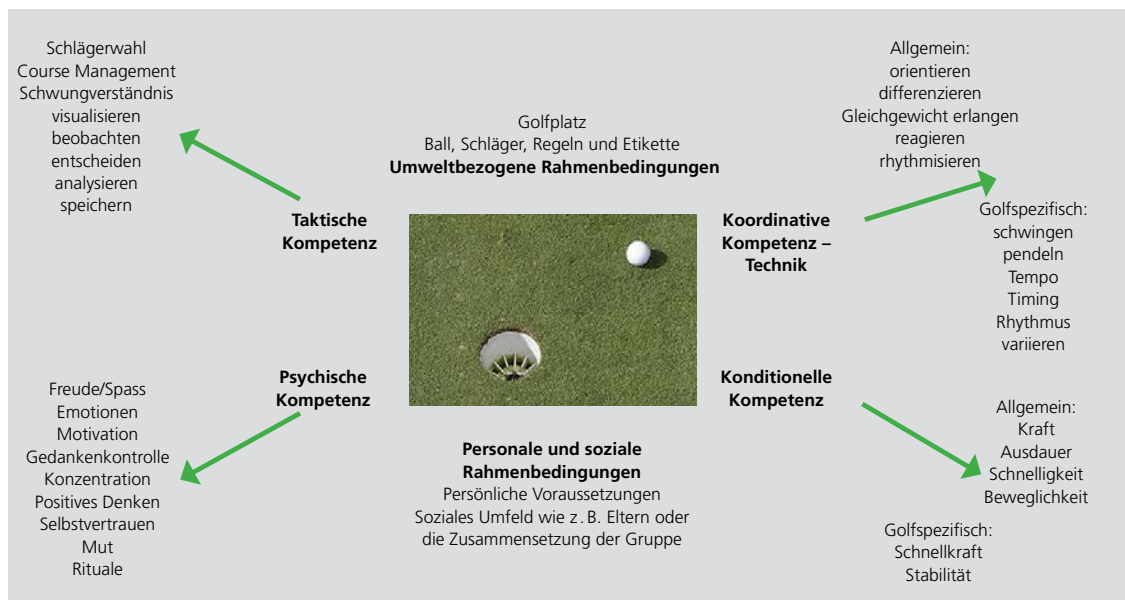 Schlägerwahl
Course Management
Schwungverständnis
visualisieren
beobachten
entscheiden
analysieren
speichern
Golfplatz
Ball, Schläger, Regeln und Etikette
Umweltbezogene Rahmenbedingungen
Allgemein:
orientieren
differenzieren
Gleichgewicht erlangen
reagieren
rhythmisieren
Taktische
Kompetenz
Koordinative
Kompetenz –
Technik
Golfspezifisch:
schwingen
pendeln
Tempo
Timing
Rhythmus
variieren
Psychische
Kompetenz
Konditionelle
Kompetenz
Freude/Spass
Emotionen
Motivation
Gedankenkontrolle
Konzentration
Positives Denken
Selbstvertrauen
Mut
Rituale
Personale und soziale
Rahmenbedingungen
Persönliche Voraussetzungen
Soziales Umfeld wie z. B. Eltern oder
die Zusammensetzung der Gruppe
Allgemein:
Kraft
Ausdauer
Schnelligkeit
Beweglichkeit
Golfspezifisch:
Schnellkraft
Stabilität